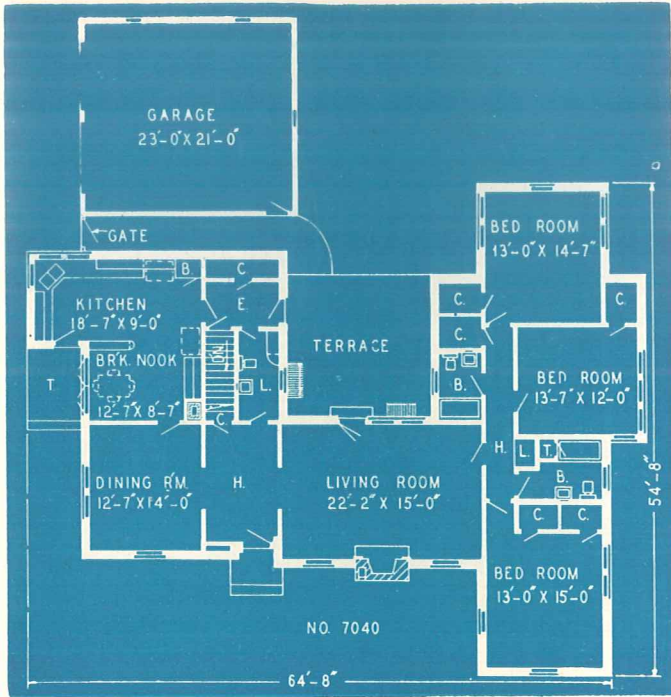 GARAGE
23'-0" X 21'-0"
GATE
BED ROOM
13'-0" X 14'-7"
B.
C.
E.
KITCHEN
18'-7" X 9'-0"
C.
C.
C.
TERRACE
BRK. NOOK
12'-7" X 8'-7"
T.
DN.
L.
B.
BED ROOM
13'-7" X 12'-0"
C.
DINING R'M.
12'-7" X 14'-0"
H.
LIVING ROOM
22'-2" X 15'-0"
H.
L.
T.
B.
54'-8"
C.
C.
BED ROOM
13'-0" X 15'-0"
NO. 7040
64'-8"